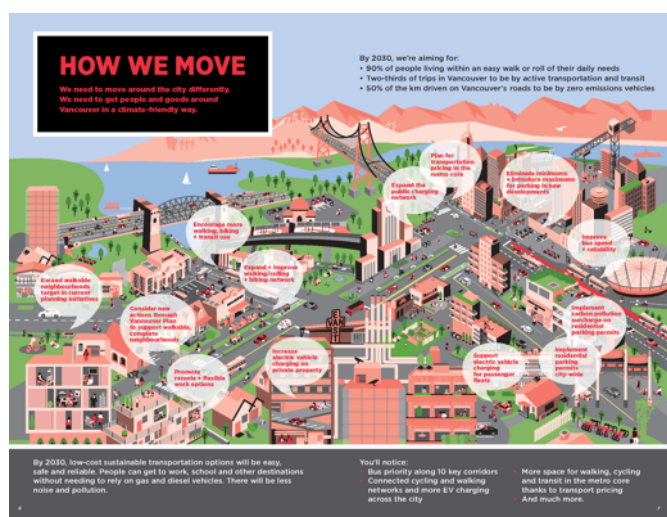 HOW WE MOVE
We need to move around the city differently.
We need to get people and goods around
Vancouver in a climate-friendly way.
By 2030, we're aiming for:
• 90% of people living within an easy walk or roll of their daily needs
• Two-thirds of trips in Vancouver to be by active transportation and transit
• 50% of the km driven on Vancouver's roads to be by zero emissions vehicles
Plan for
transportation
pricing in the
metro core
Eliminate minimums
+ introduce maximums
for parking in new
developments
Expand the
public charging
network
Encourage more
walking, biking
+ transit use
Improve
bus speed
+ reliability
Expand + improve
walking/rolling
+ biking network
Exceed walkable
neighbourhoods
target in current
planning initiatives
Consider new
actions through
Vancouver Plan
to support walkable,
complete
neighbourhoods
Implement
carbon pollution
surcharge on
residential
parking permits
EAST
VAN
Increase
electric vehicle
charging on
private property
Support
electric vehicle
charging
for passenger
fleets
Implement
residential
parking
permits
city-wide
Promote
remote + flexible
work options
By 2030, low-cost sustainable transportation options will be easy,
safe and reliable. People can get to work, school and other destinations
without needing to rely on gas and diesel vehicles. There will be less
noise and pollution.
You'll notice:
• Bus priority along 10 key corridors
• Connected cycling and walking
networks and more EV charging
across the city
• More space for walking, cycling
and transit in the metro core
thanks to transport pricing
• And much more.
6
7